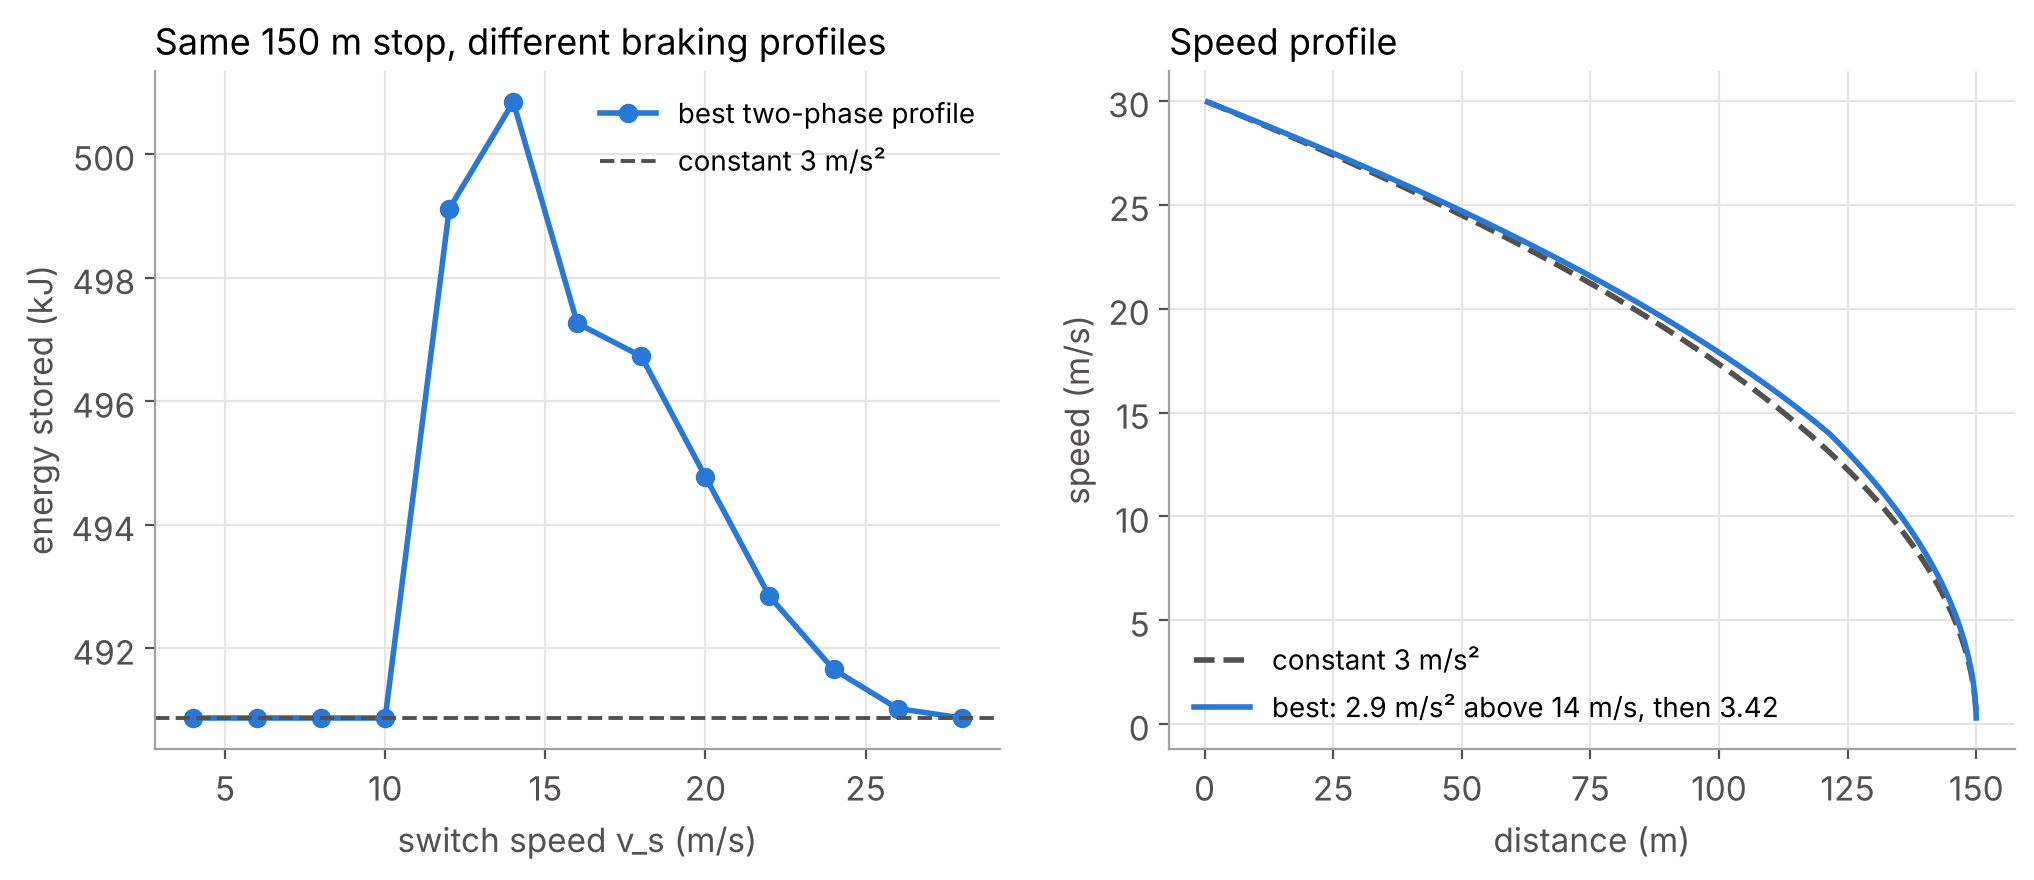 Same 150 m stop, different braking profiles
best two-phase profile
constant 3 m/s²
energy stored (kJ)
500
498
496
494
492
5
10
15
20
25
switch speed v_s (m/s)
Speed profile
speed (m/s)
30
25
20
15
10
5
0
constant 3 m/s²
best: 2.9 m/s² above 14 m/s, then 3.42
0
25
50
75
100
125
150
distance (m)